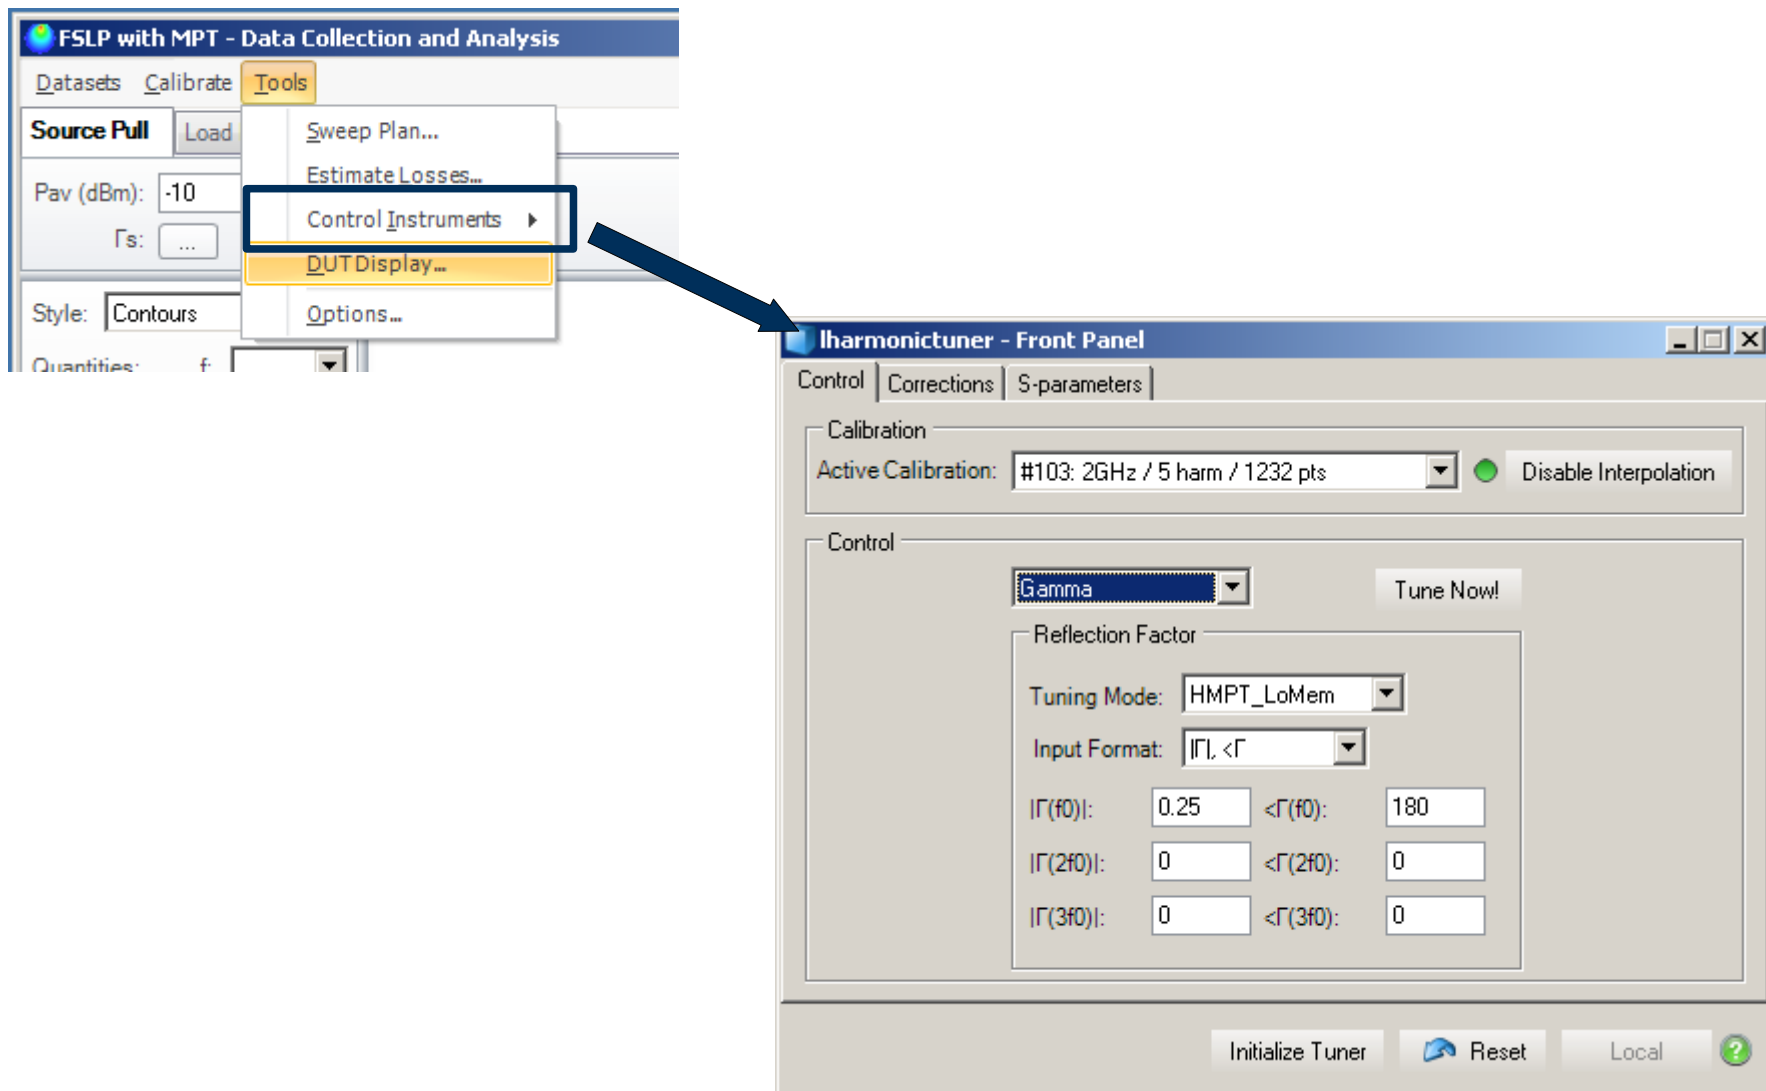 FSLP with MPT - Data Collection and Analysis
Datasets Calibrate Tools
Source Pull Load
Sweep Plan...
Estimate Losses...
Pav (dBm): -10
Control Instruments
Γs: ...
DUT Display...
Style: Contours
Options...
Quantities: f:
lharmonictuner - Front Panel
Control Corrections S-parameters
Calibration
Active Calibration: #103: 2GHz / 5 harm / 1232 pts Disable Interpolation
Control
Gamma Tune Now!
Reflection Factor
Tuning Mode: HMPT_LoMem
Input Format: |Γ|, <Γ
|Γ(f0)|: 0.25 <Γ(f0): 180
|Γ(2f0)|: 0 <Γ(2f0): 0
|Γ(3f0)|: 0 <Γ(3f0): 0
Initialize Tuner Reset Local ?